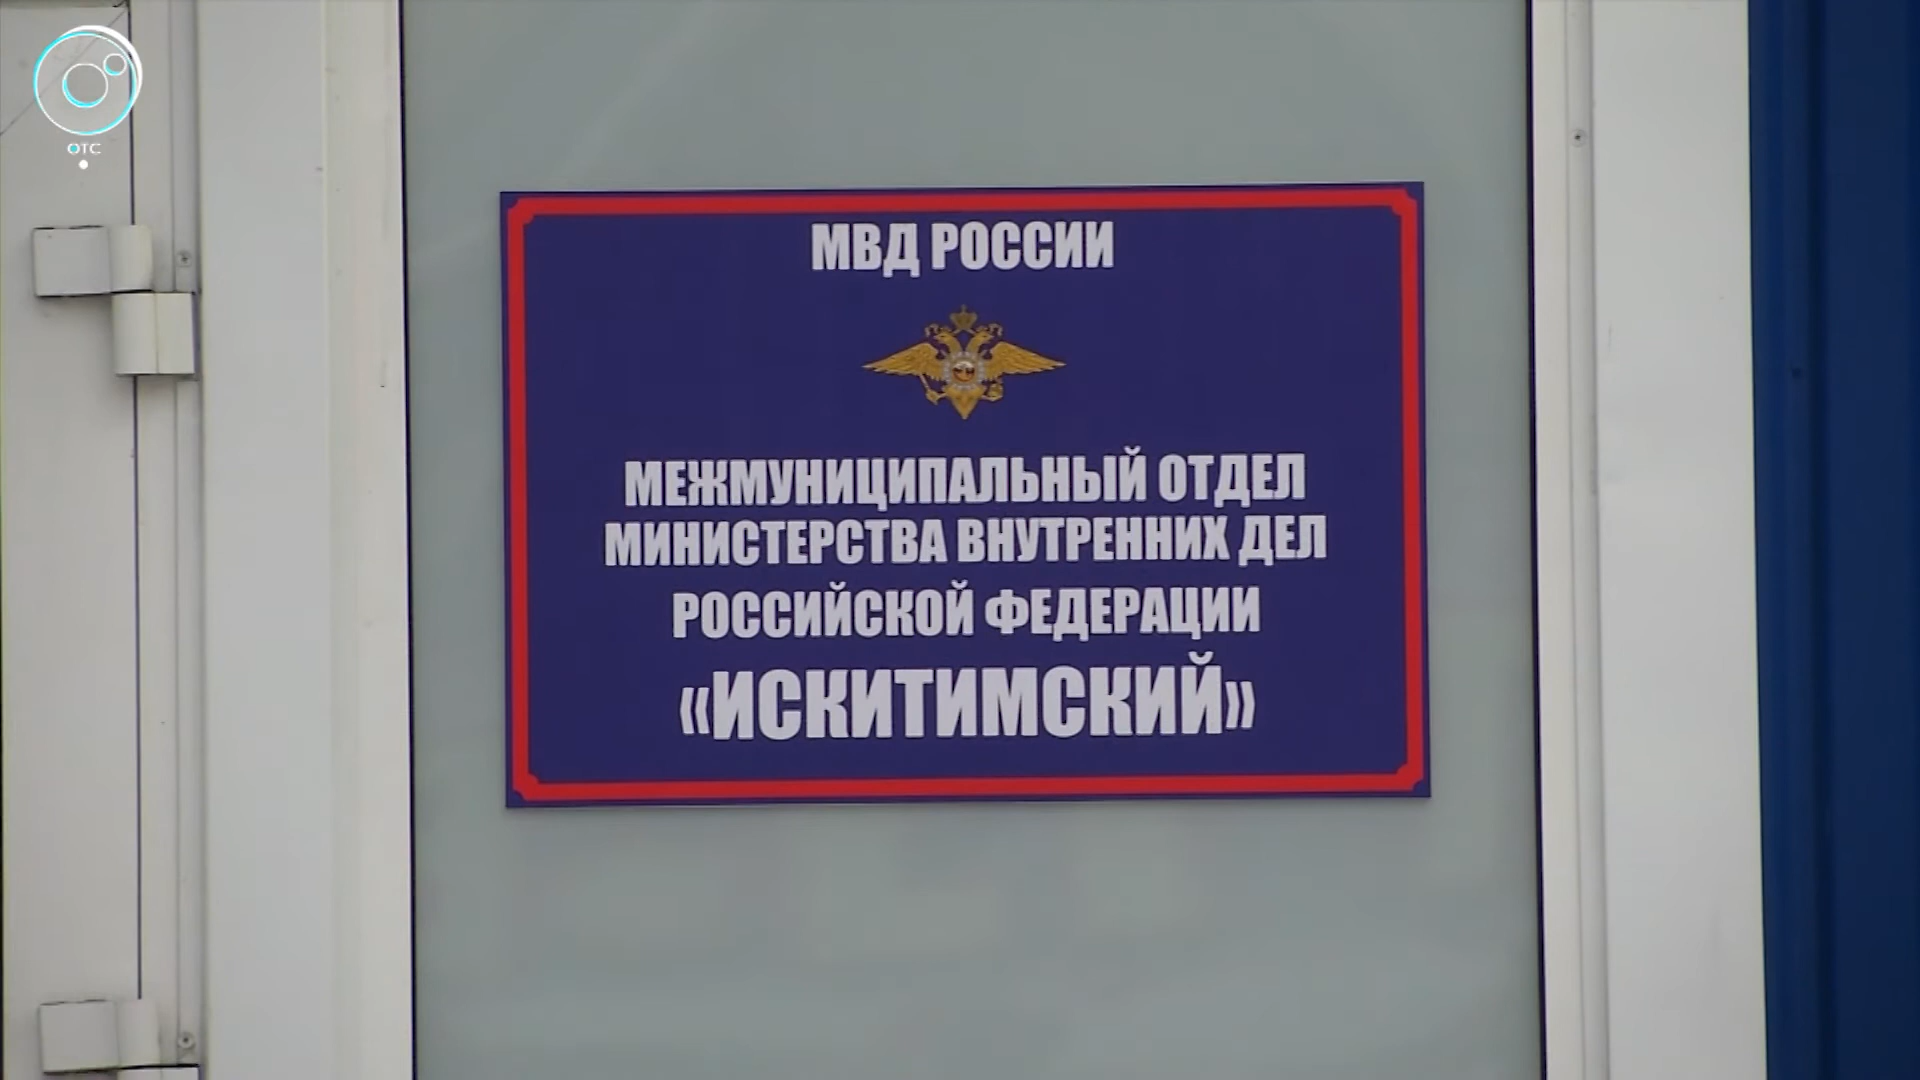 ОТС
МВД РОССИИ
МЕЖМУНИЦИПАЛЬНЫЙ ОТДЕЛ
МИНИСТЕРСТВА ВНУТРЕННИХ ДЕЛ
РОССИЙСКОЙ ФЕДЕРАЦИИ
«ИСКИТИМСКИЙ»